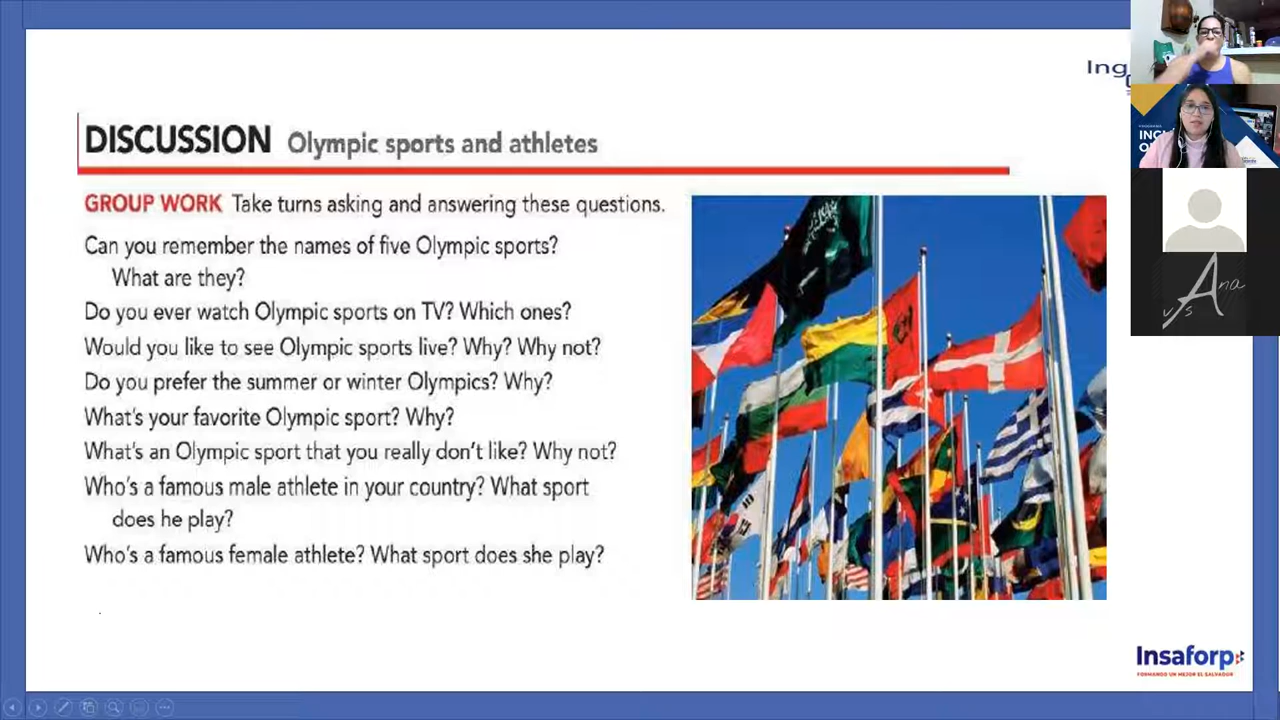 Ing
DISCUSSION Olympic sports and athletes
GROUP WORK Take turns asking and answering these questions.
Can you remember the names of five Olympic sports?
What are they?
Do you ever watch Olympic sports on TV? Which ones?
Would you like to see Olympic sports live? Why? Why not?
Do you prefer the summer or winter Olympics? Why?
What's your favorite Olympic sport? Why?
What's an Olympic sport that you really don't like? Why not?
Who's a famous male athlete in your country? What sport
does he play?
Who's a famous female athlete? What sport does she play?
Ana
Insaforp
FORMANDO UN MEJOR EL SALVADOR